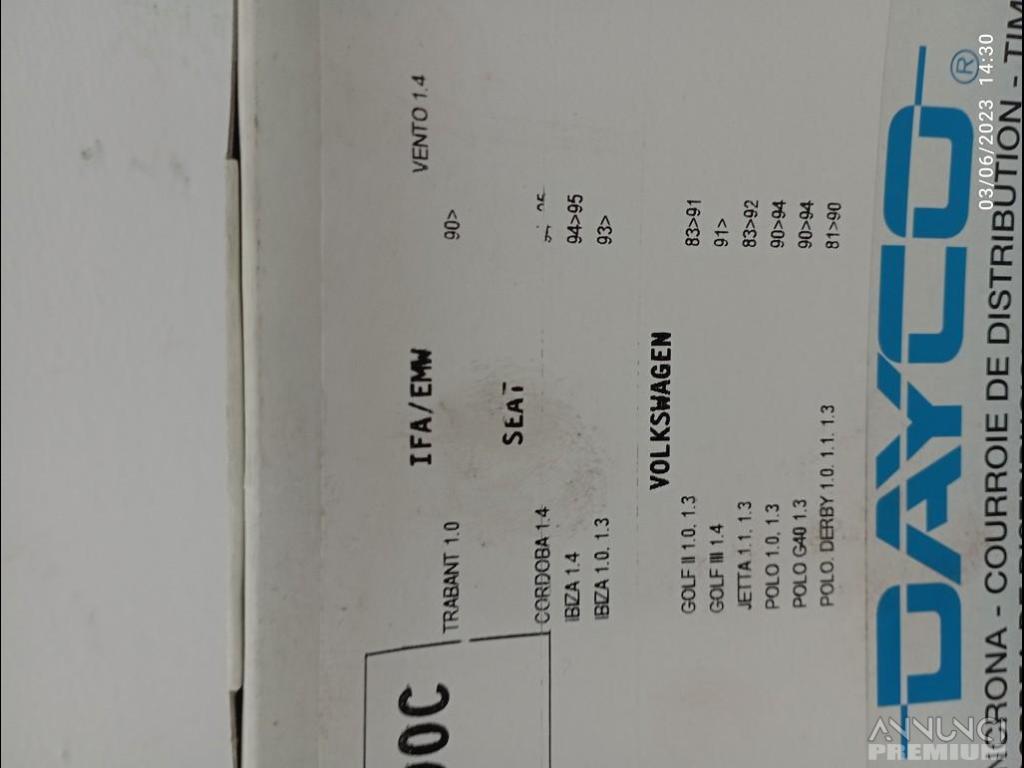 IFA/EMW
TRABANT 1.0 90> VENTO 1.4
SEAT
CORDOBA 1.4
IBIZA 1.4 94>95
IBIZA 1.0. 1.3 93>
VOLKSWAGEN
GOLF II 1.0. 1.3 83>91
GOLF III 1.4 91>
JETTA 1.1. 1.3 83>92
POLO 1.0. 1.3 90>94
POLO G40 1.3 90>94
POLO. DERBY 1.0. 1.1. 1.3 81>90
DAYCO®
- COURROIE DE DISTRIBUTION - TIM
03/06/2023 14:30
ANNUNCI
PREMIUM